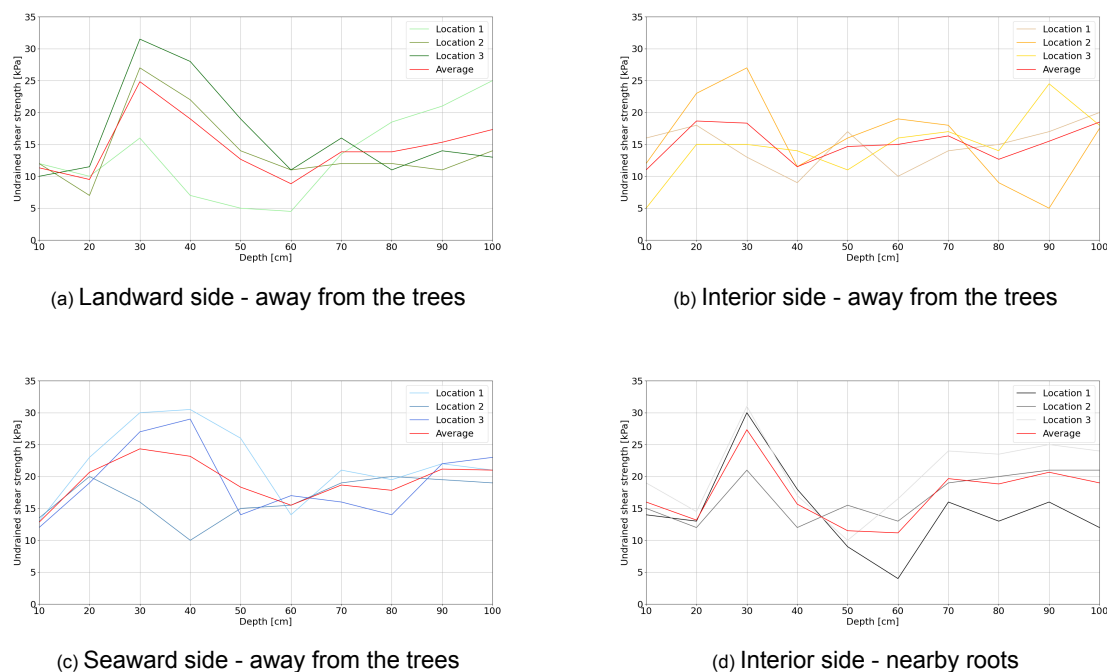 35
30
25
20
15
10
5
0
Undrained shear strength [kPa]
Location 1
Location 2
Location 3
Average
10 20 30 40 50 60 70 80 90 100
Depth [cm]
(a) Landward side - away from the trees
35
30
25
20
15
10
5
0
Undrained shear strength [kPa]
Location 1
Location 2
Location 3
Average
10 20 30 40 50 60 70 80 90 100
Depth [cm]
(b) Interior side - away from the trees
35
30
25
20
15
10
5
0
Undrained shear strength [kPa]
Location 1
Location 2
Location 3
Average
10 20 30 40 50 60 70 80 90 100
Depth [cm]
(c) Seaward side - away from the trees
35
30
25
20
15
10
5
0
Undrained shear strength [kPa]
Location 1
Location 2
Location 3
Average
10 20 30 40 50 60 70 80 90 100
Depth [cm]
(d) Interior side - nearby roots